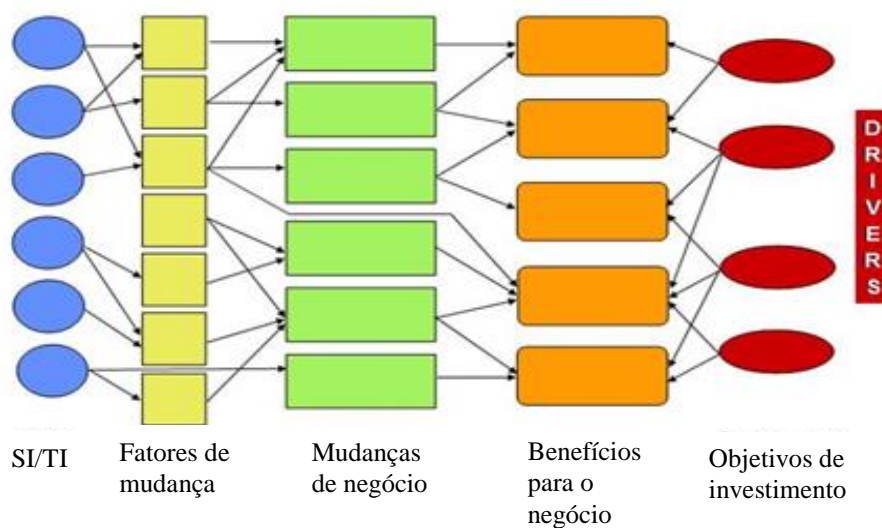 DRIVERS
SI/TI
Fatores de
mudança
Mudanças
de negócio
Benefícios
para o
negócio
Objetivos de
investimento